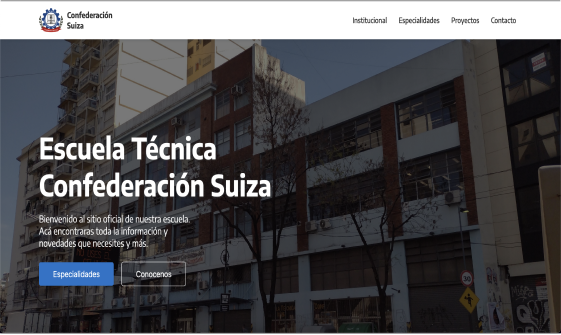 Confederación
Suiza
Institucional Especialidades Proyectos Contacto
Escuela Técnica
Confederación Suiza
Bienvenido al sitio oficial de nuestra escuela.
Acá encontraras toda la información y
novedades que necesites y más.
Especialidades Conocenos
30